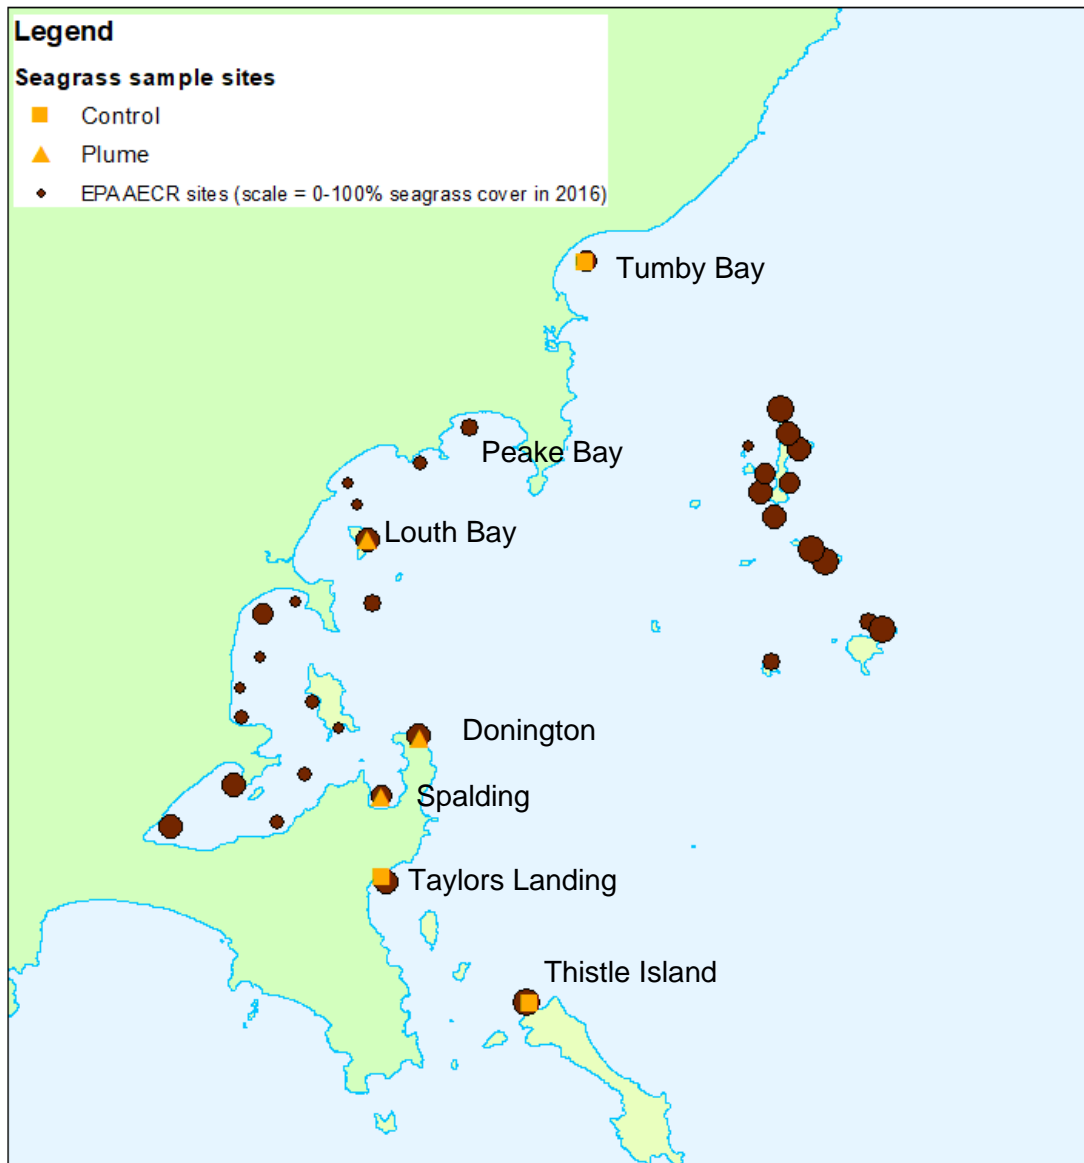 Legend
Seagrass sample sites
Control
Plume
EPA AECR sites (scale = 0-100% seagrass cover in 2016)
Tumby Bay
Peake Bay
Louth Bay
Donington
Spalding
Taylors Landing
Thistle Island